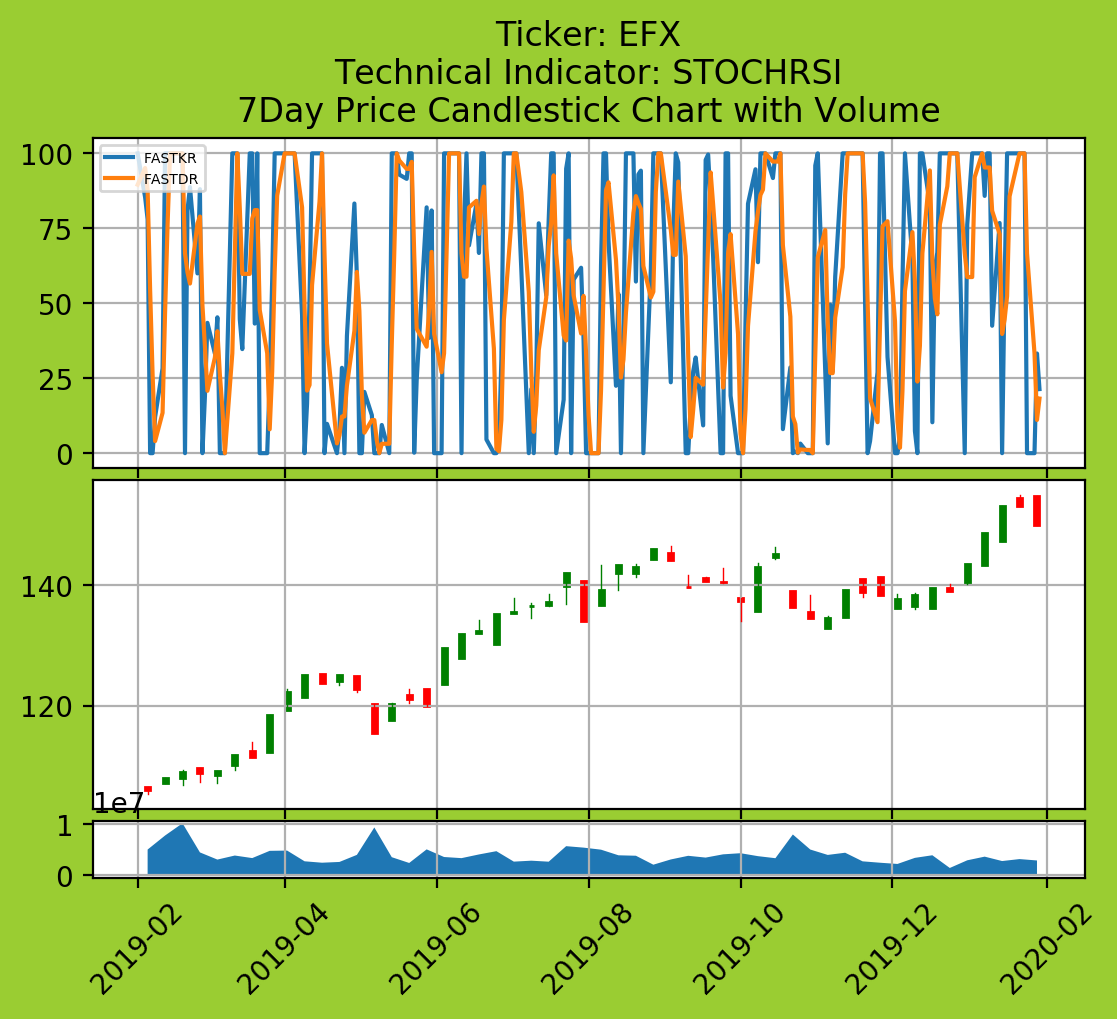 Ticker: EFX
Technical Indicator: STOCHRSI
7Day Price Candlestick Chart with Volume
FASTKR
FASTDR
100
75
50
25
0
140
120
1e7
1
0
2019-02
2019-04
2019-06
2019-08
2019-10
2019-12
2020-02